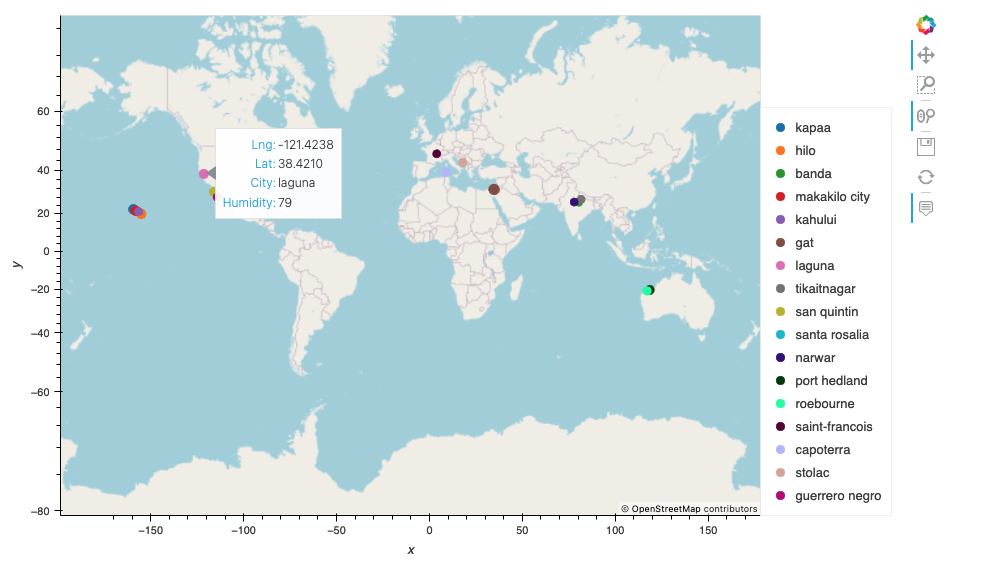 Lng: -121.4238
Lat: 38.4210
City: laguna
Humidity: 79
60
40
20
0
−20
−40
−60
−80
y
−150
−100
−50
0
50
100
150
x
© OpenStreetMap contributors
kapaa
hilo
banda
makakilo city
kahului
gat
laguna
tikaitnagar
san quintin
santa rosalia
narwar
port hedland
roebourne
saint-francois
capoterra
stolac
guerrero negro